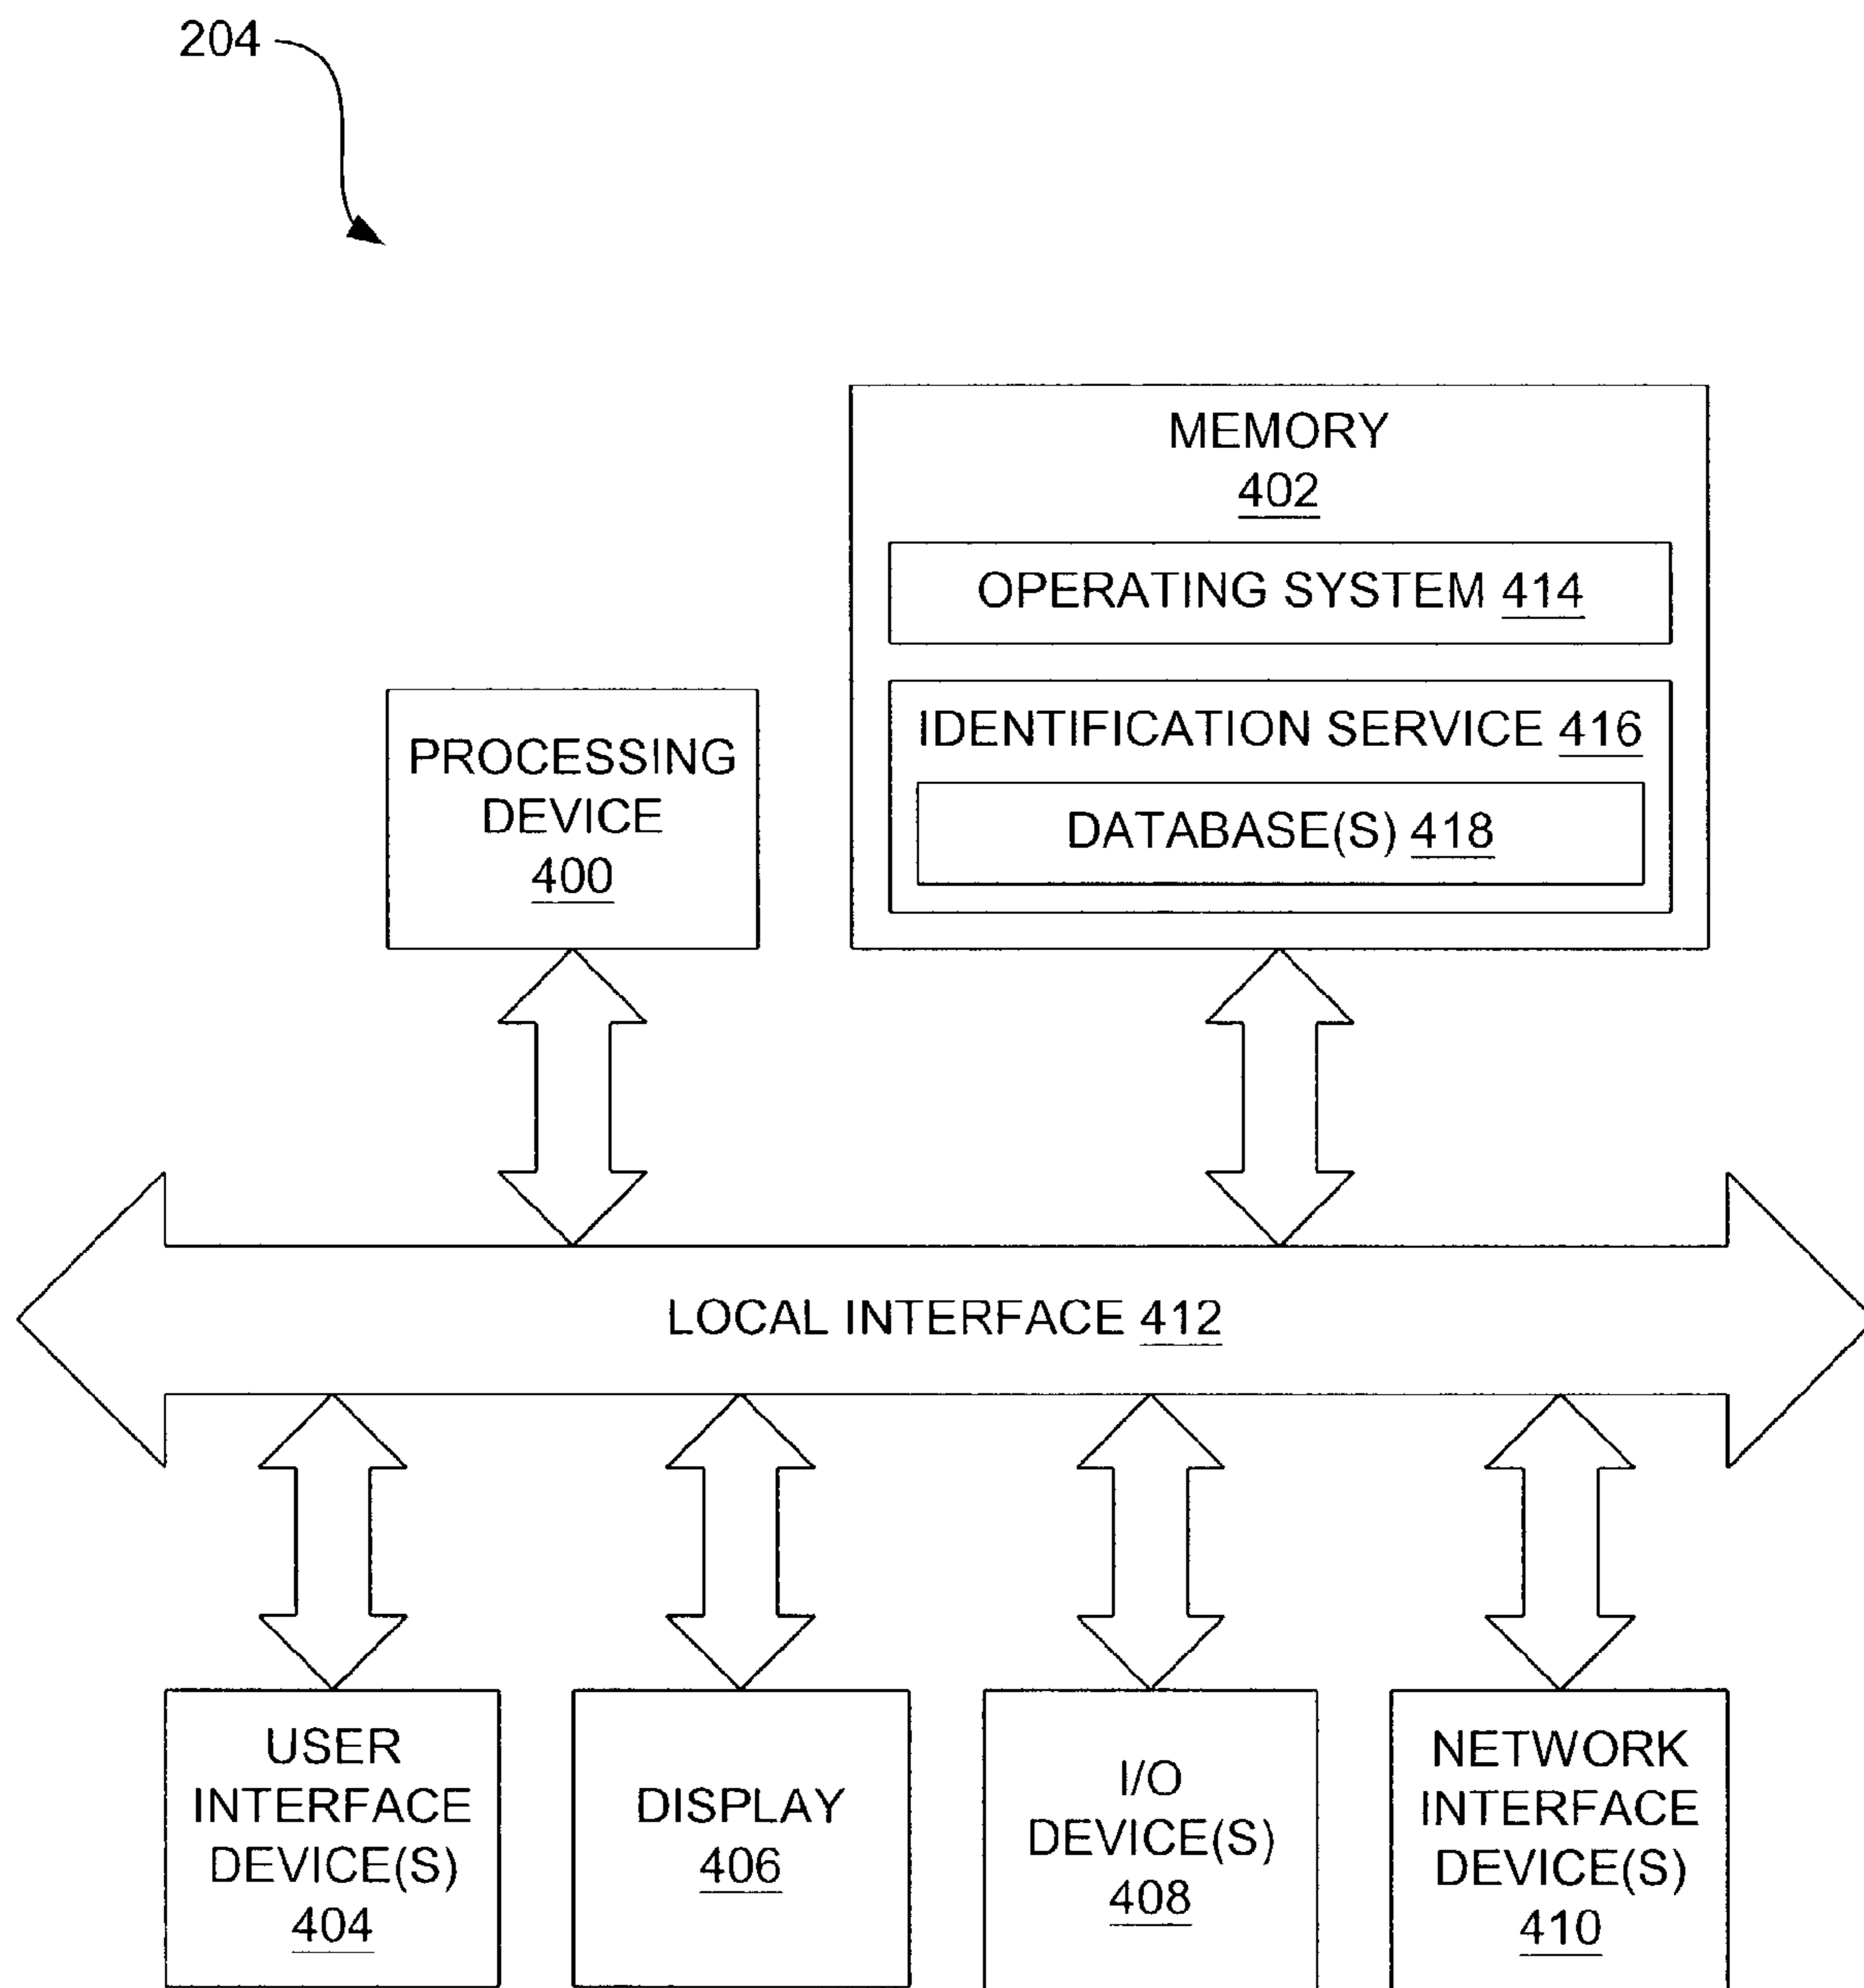 204
MEMORY
402
OPERATING SYSTEM 414
IDENTIFICATION SERVICE 416
DATABASE(S) 418
PROCESSING
DEVICE
400
LOCAL INTERFACE 412
USER
INTERFACE
DEVICE(S)
404
DISPLAY
406
I/O
DEVICE(S)
408
NETWORK
INTERFACE
DEVICE(S)
410